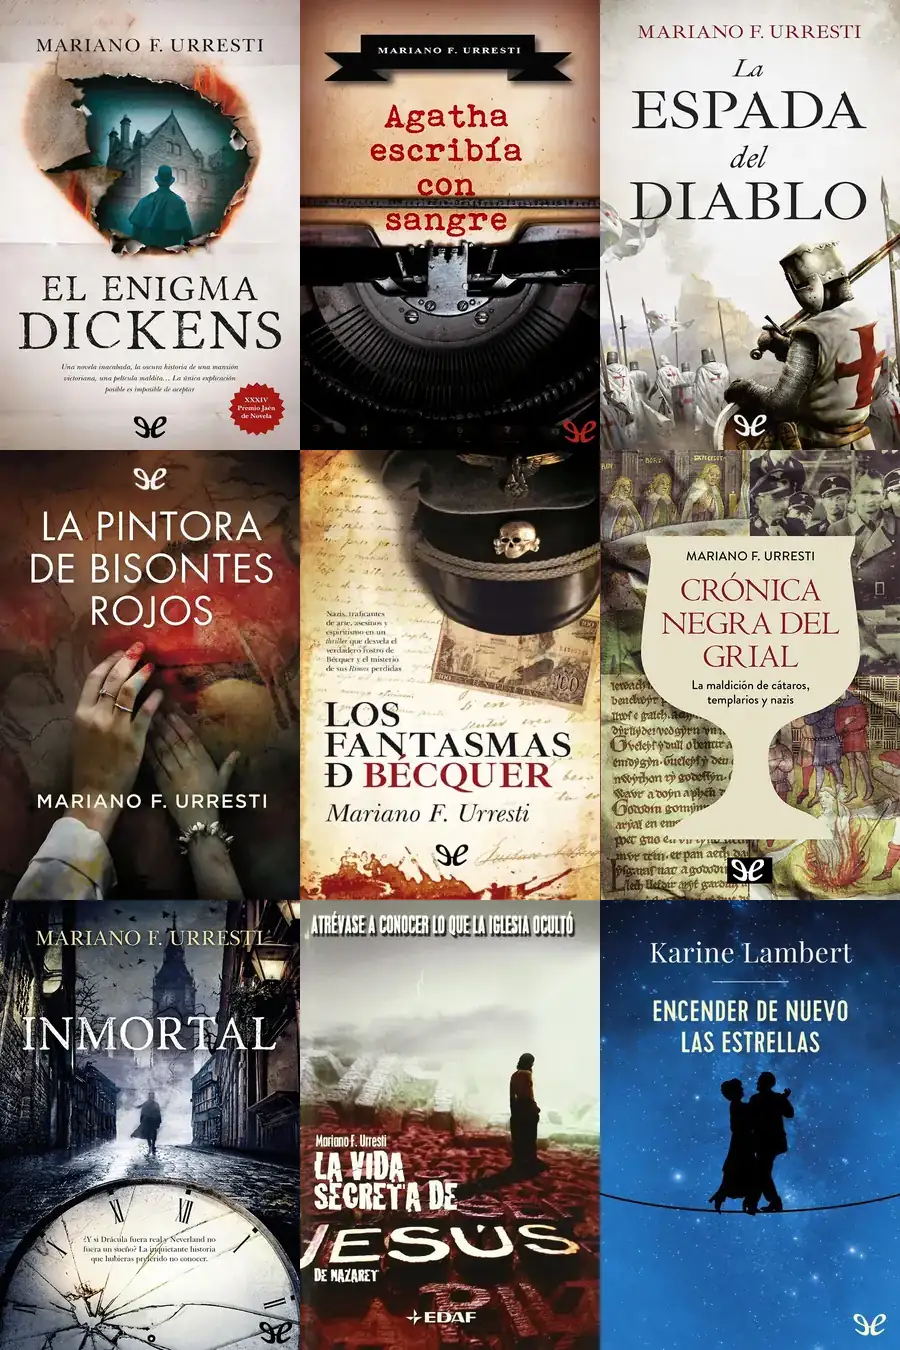 MARIANO F. URRESTI
EL ENIGMA
DICKENS
Una novela inacabada, la oscura historia de una mansión
victoriana, una película maldita... La única explicación
posible es imposible de aceptar
XXXIV
Premio Jaén
de Novela
MARIANO F. URRESTI
Agatha
escribía
con
sangre
MARIANO F. URRESTI
La
ESPADA
del
DIABLO
LA PINTORA
DE BISONTES
ROJOS
MARIANO F. URRESTI
Nazis, traficantes
de arte, asesinos y
espiritismo en un
thriller que desvela el
verdadero rostro de
Bécquer y el misterio
de sus Rimas perdidas
100
LOS
FANTASMAS
D BÉCQUER
Mariano F. Urresti
MARIANO F. URRESTI
CRÓNICA
NEGRA DEL
GRIAL
La maldición de cátaros,
templarios y nazis
MARIANO F. URRESTI
INMORTAL
¿Y si Drácula fuera real y Neverland no
fuera un sueño? La inquietante historia
que hubieras preferido no conocer.
ATRÉVASE A CONOCER LO QUE LA IGLESIA OCULTÓ
Mariano F. Urresti
LA VIDA
SECRETA DE
JESÚS
DE NAZARET
EDAF
Karine Lambert
ENCENDER DE NUEVO
LAS ESTRELLAS